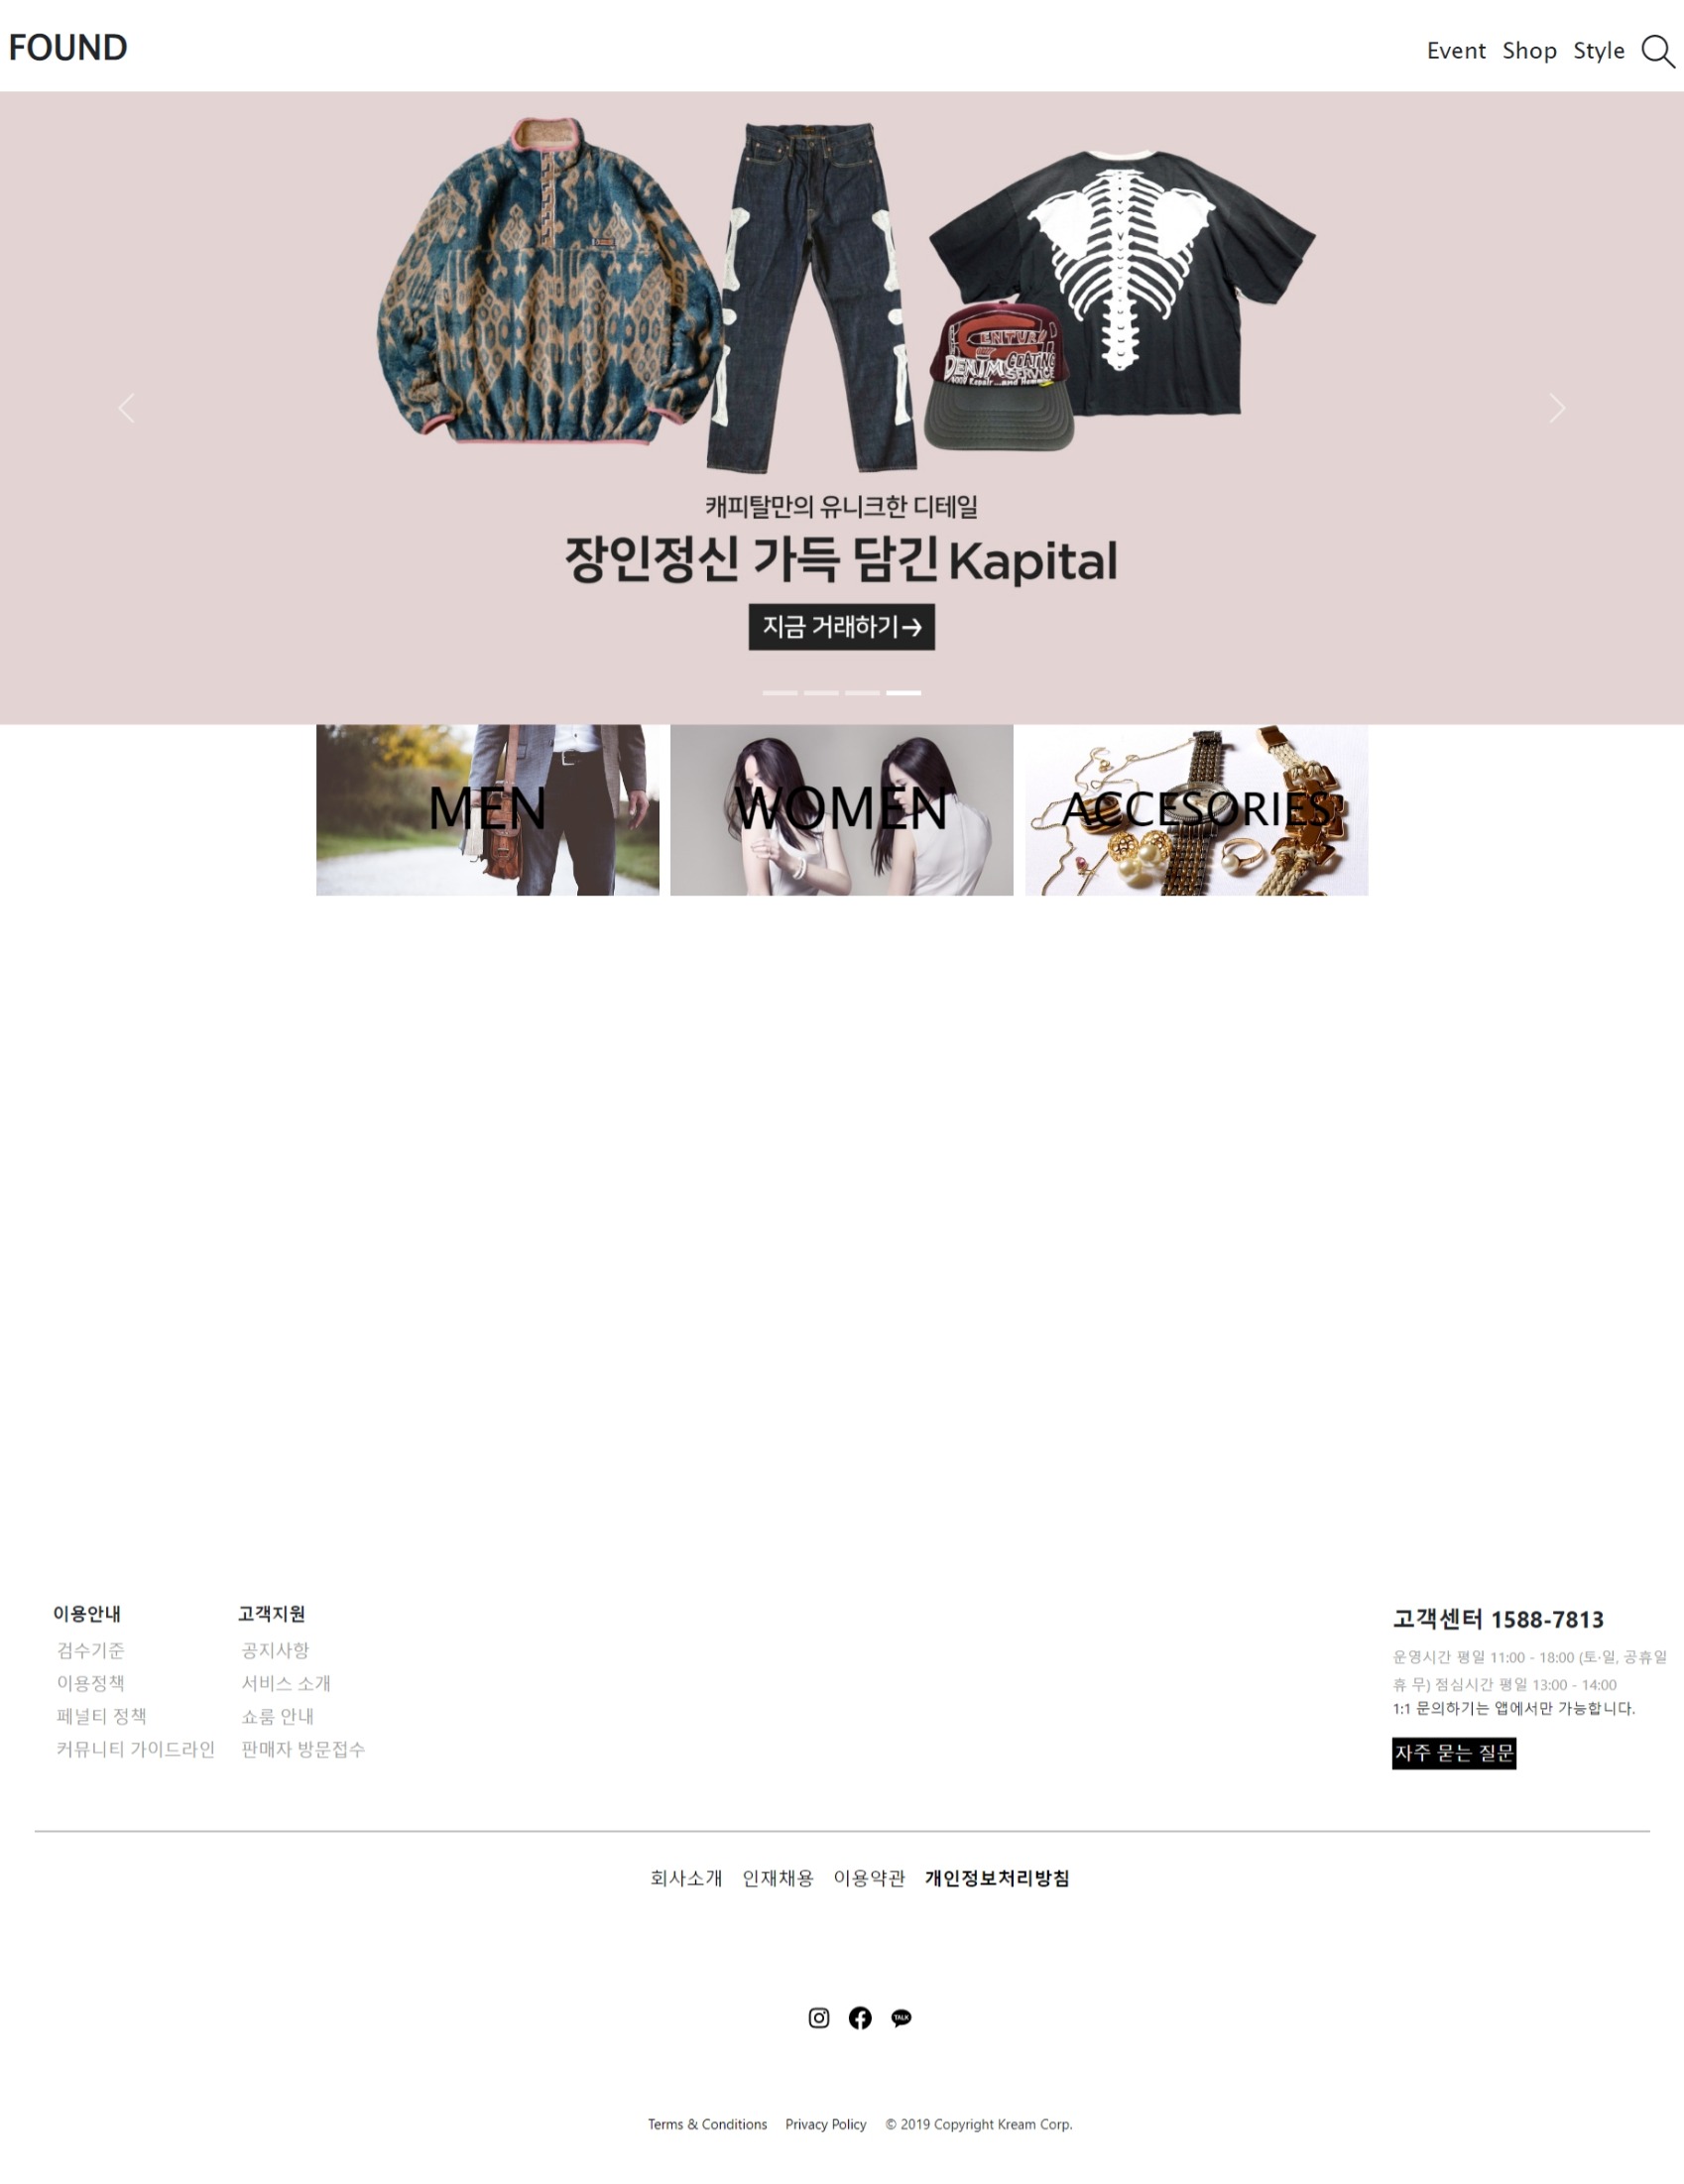 FOUND
Event Shop Style
CENTURY
DENIM COATING
SERVICE
캐피탈만의 유니크한 디테일
장인정신 가득 담긴 Kapital
지금 거래하기→
MEN
WOMEN
ACCESORIES
이용안내
검수기준
이용정책
페널티 정책
커뮤니티 가이드라인
고객지원
공지사항
서비스 소개
쇼룸 안내
판매자 방문접수
고객센터 1588-7813
운영시간 평일 11:00 - 18:00 (토·일, 공휴일
휴 무) 점심시간 평일 13:00 - 14:00
1:1 문의하기는 앱에서만 가능합니다.
자주 묻는 질문
회사소개 인재채용 이용약관 개인정보처리방침
TALK
Terms & Conditions Privacy Policy © 2019 Copyright Kream Corp.